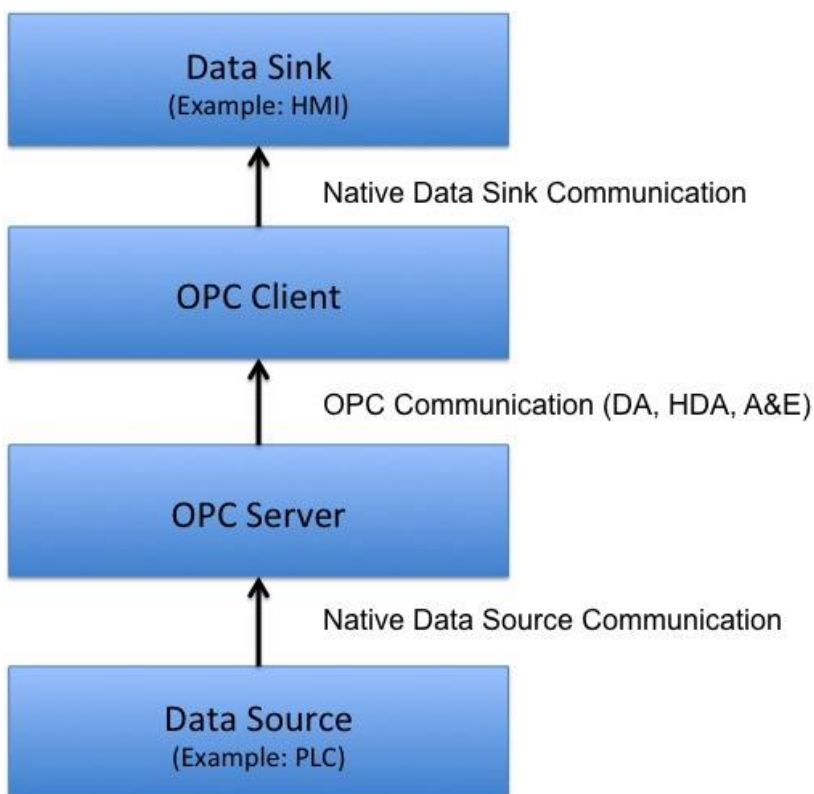 Data Sink
(Example: HMI)
Native Data Sink Communication
OPC Client
OPC Communication (DA, HDA, A&E)
OPC Server
Native Data Source Communication
Data Source
(Example: PLC)